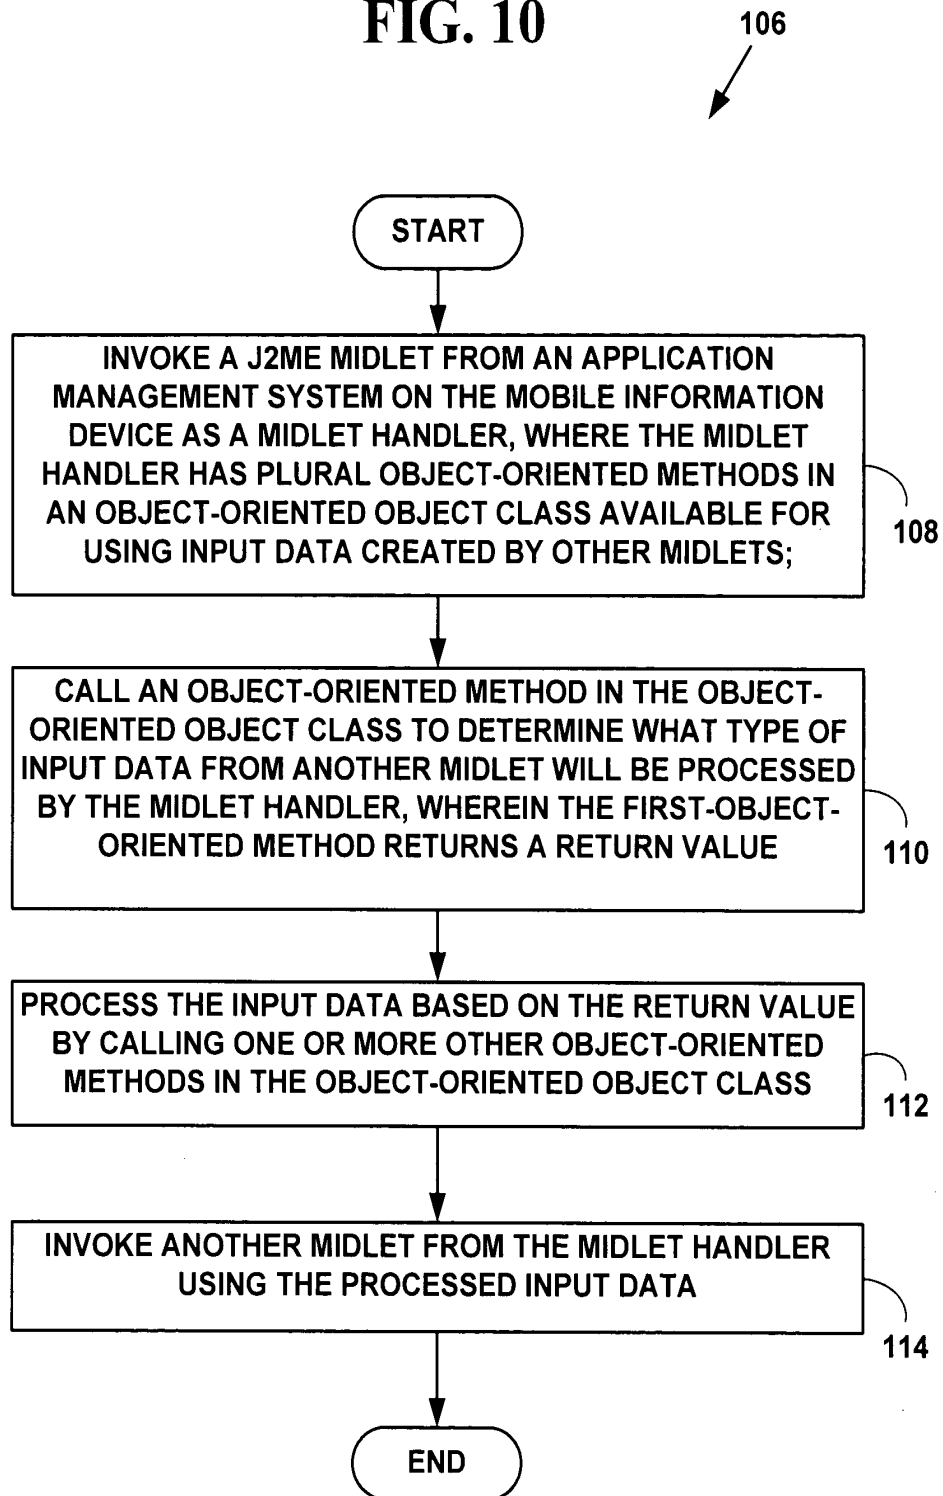 FIG. 10
106
START
INVOKE A J2ME MIDLET FROM AN APPLICATION
MANAGEMENT SYSTEM ON THE MOBILE INFORMATION
DEVICE AS A MIDLET HANDLER, WHERE THE MIDLET
HANDLER HAS PLURAL OBJECT-ORIENTED METHODS IN
AN OBJECT-ORIENTED OBJECT CLASS AVAILABLE FOR
USING INPUT DATA CREATED BY OTHER MIDLETS;
108
CALL AN OBJECT-ORIENTED METHOD IN THE OBJECT-
ORIENTED OBJECT CLASS TO DETERMINE WHAT TYPE OF
INPUT DATA FROM ANOTHER MIDLET WILL BE PROCESSED
BY THE MIDLET HANDLER, WHEREIN THE FIRST-OBJECT-
ORIENTED METHOD RETURNS A RETURN VALUE
110
PROCESS THE INPUT DATA BASED ON THE RETURN VALUE
BY CALLING ONE OR MORE OTHER OBJECT-ORIENTED
METHODS IN THE OBJECT-ORIENTED OBJECT CLASS
112
INVOKE ANOTHER MIDLET FROM THE MIDLET HANDLER
USING THE PROCESSED INPUT DATA
114
END